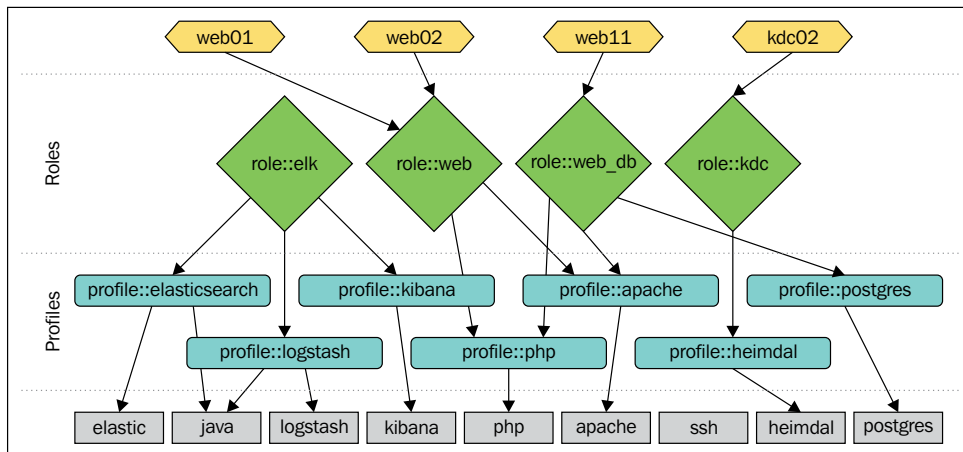 web01
web02
web11
kdc02
Roles
role::elk
role::web
role::web_db
role::kdc
Profiles
profile::elasticsearch
profile::kibana
profile::apache
profile::postgres
profile::logstash
profile::php
profile::heimdal
elastic
java
logstash
kibana
php
apache
ssh
heimdal
postgres